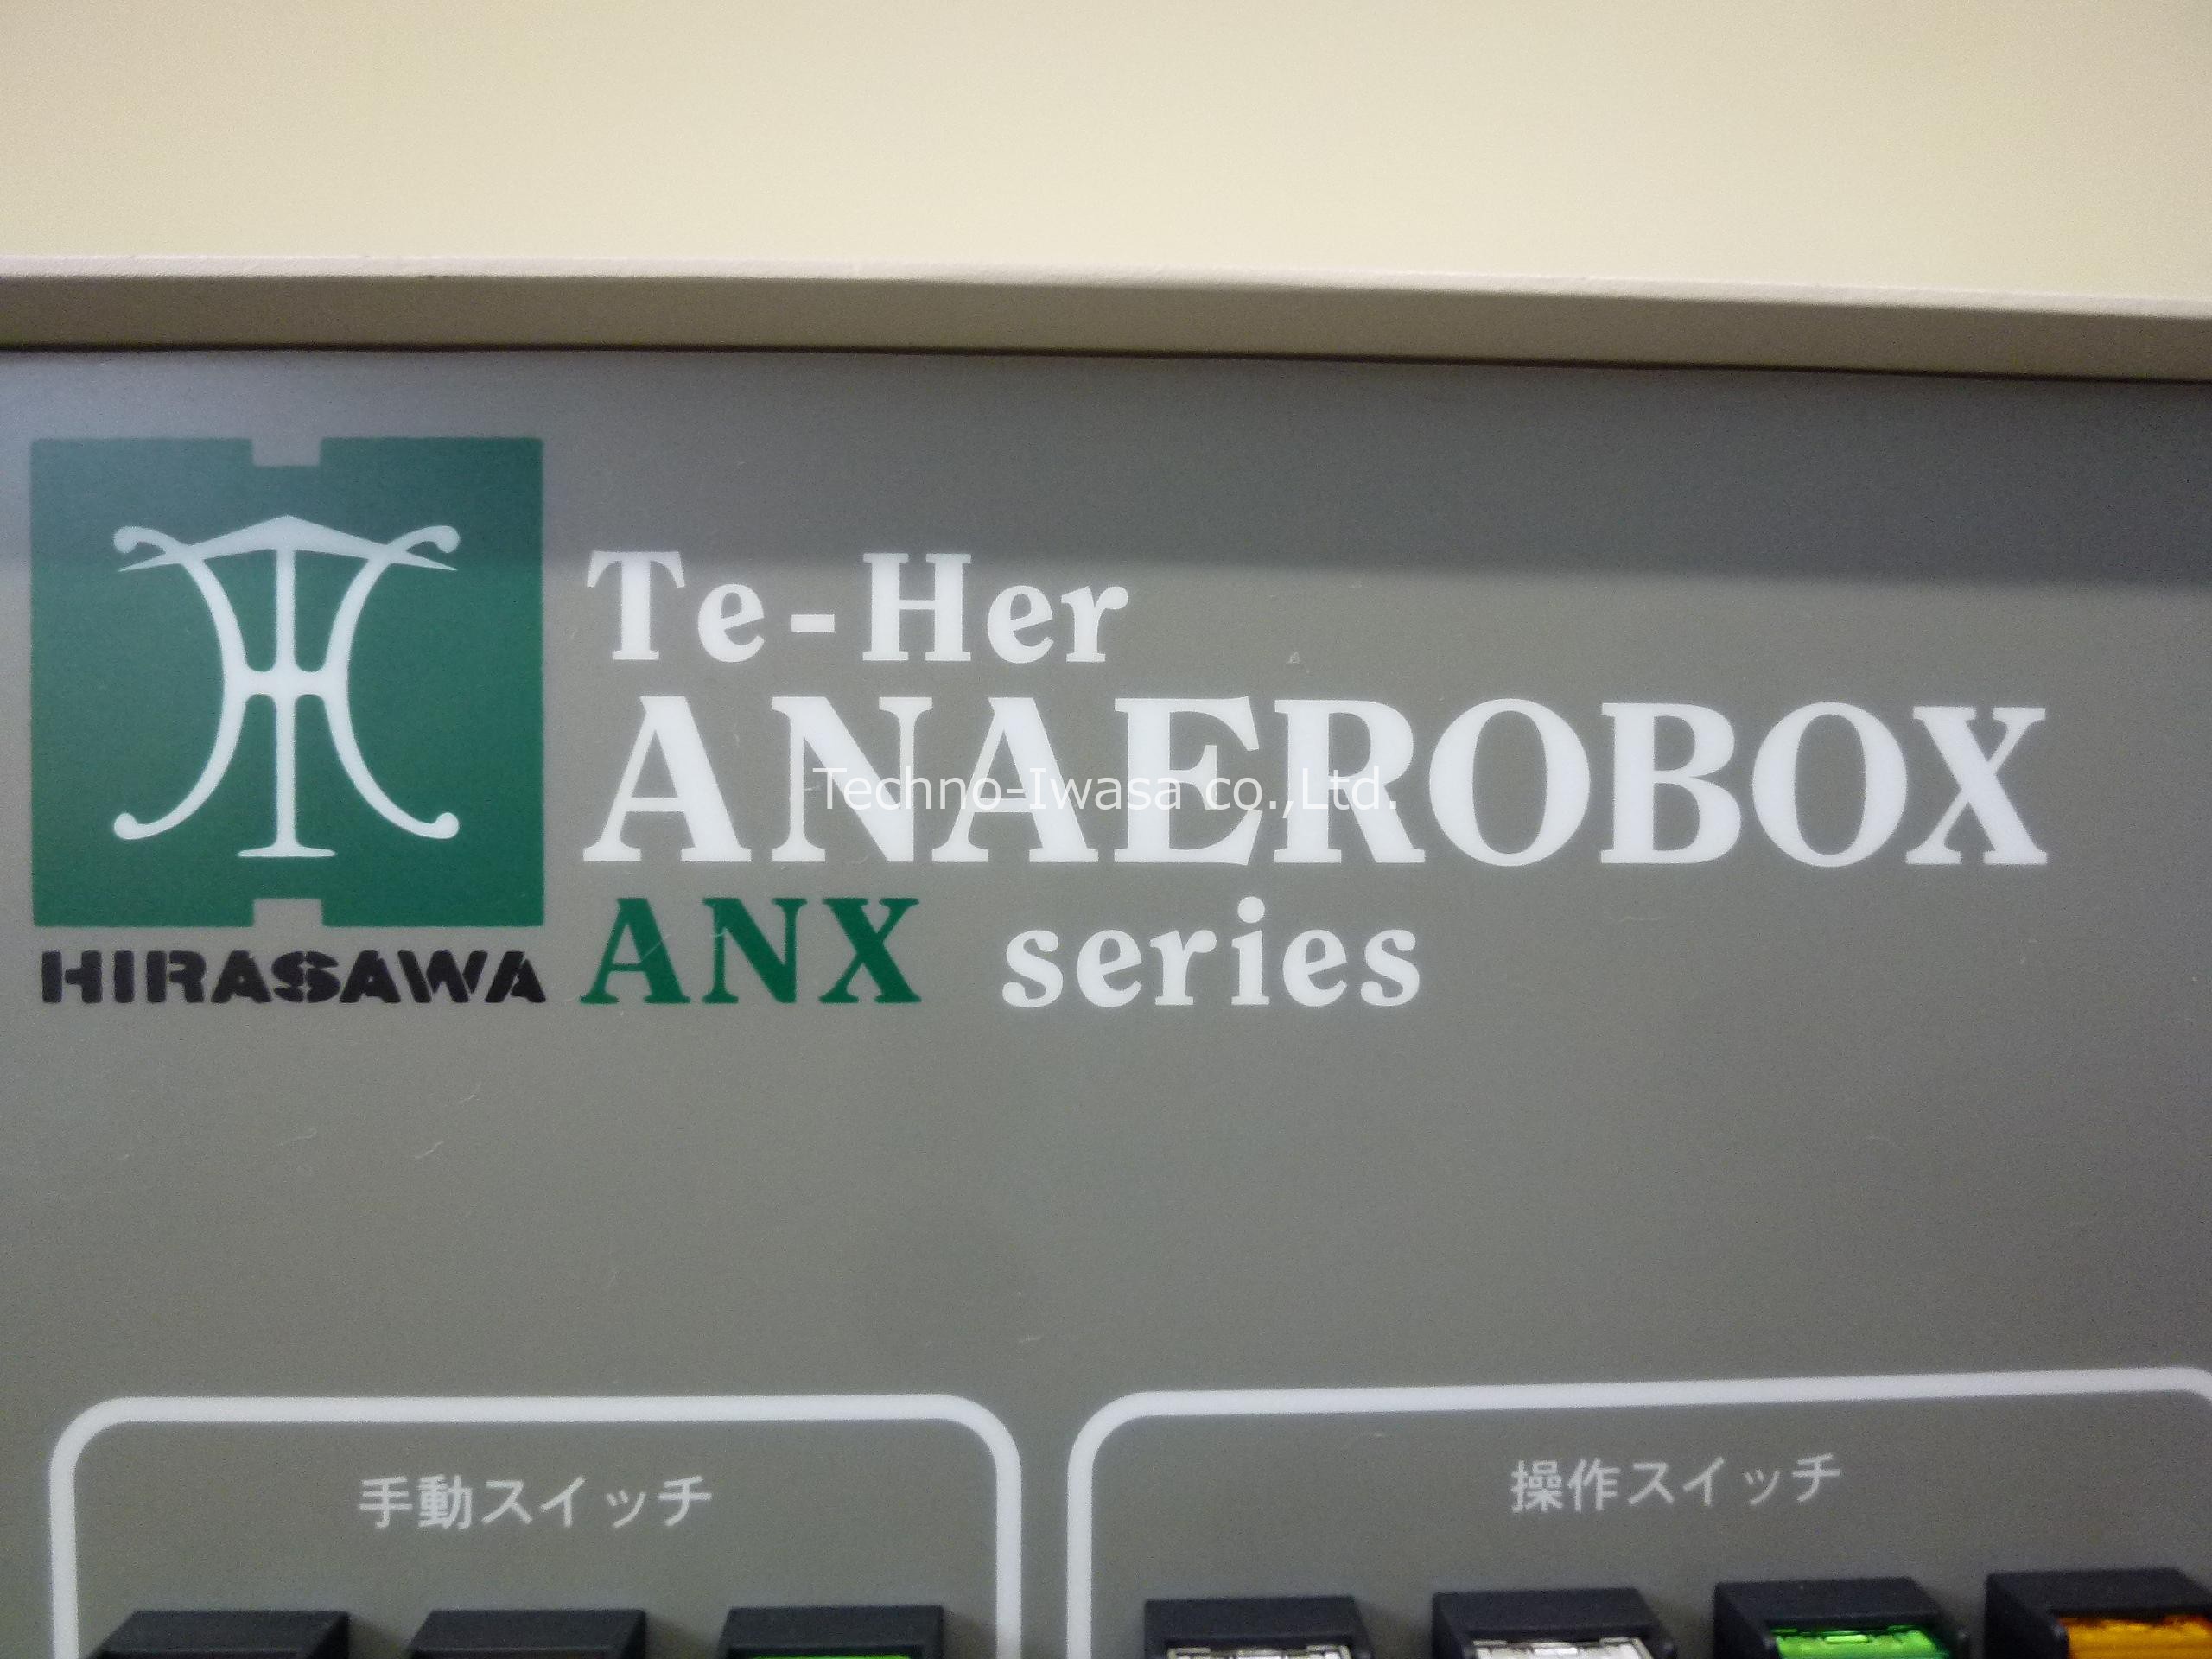 Te-Her
ANAEROBOX
Techno-Iwasa co.,Ltd.
HIRASAWA
ANX series
手動スイッチ
操作スイッチ